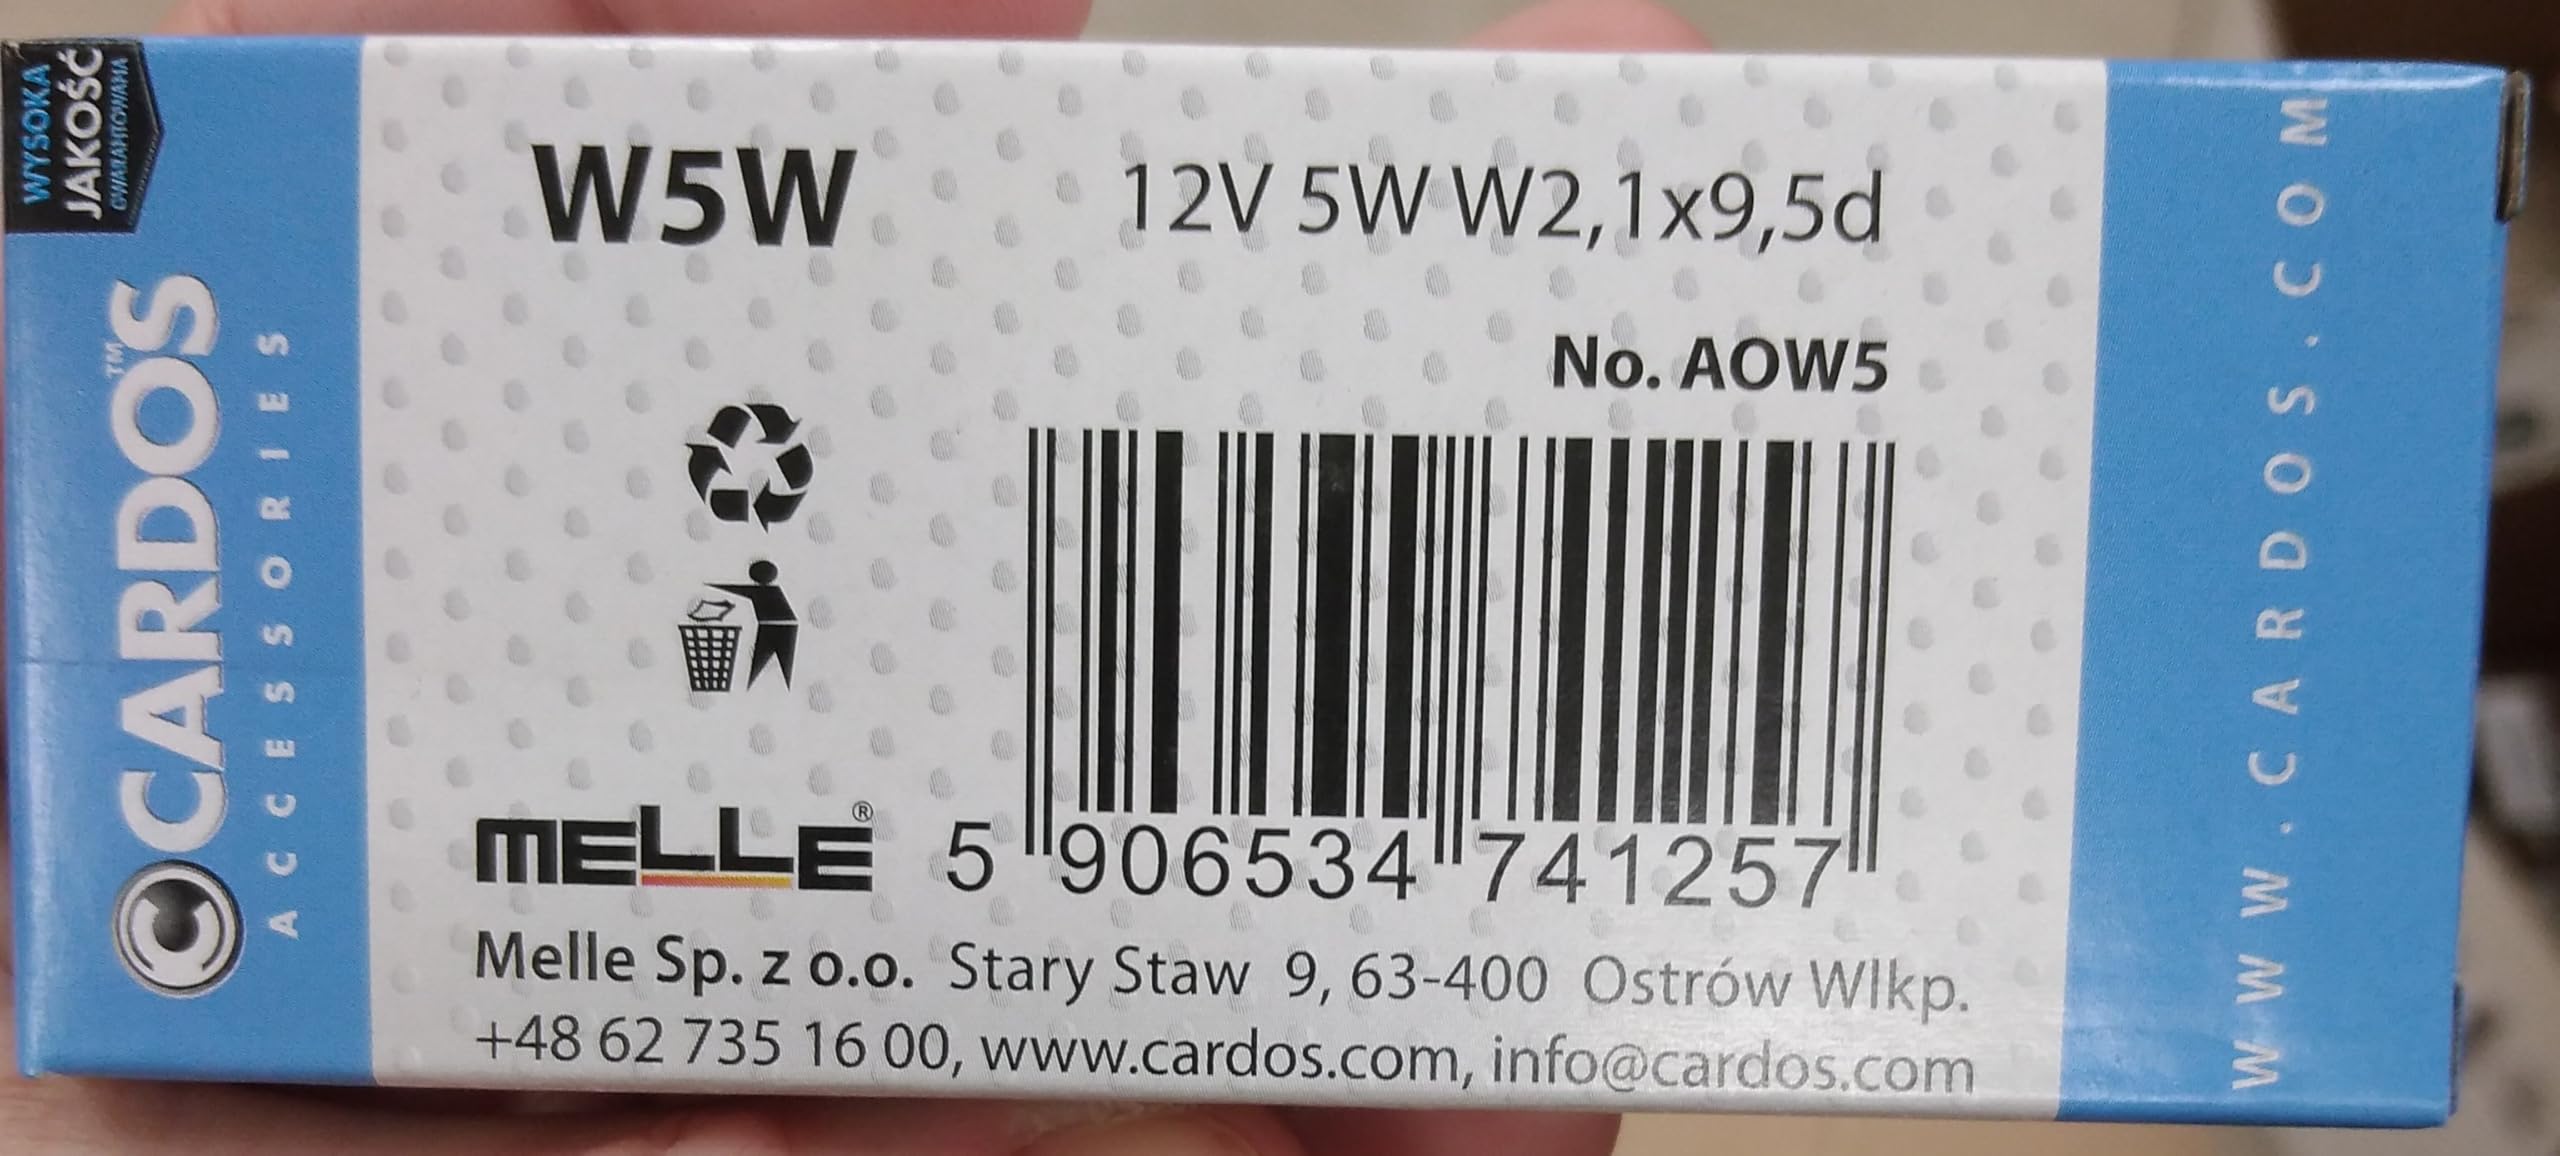 WYSOKA
JAKOŚĆ
GWARANTOWANA
CARDOS™
ACCESSORIES
W5W
12V 5W W2,1x9,5d
No. AOW5
MELLE®
5 906534 741257
Melle Sp. z o.o. Stary Staw 9, 63-400 Ostrów Wlkp.
+48 62 735 16 00, www.cardos.com, info@cardos.com
WWW.CARDOS.COM